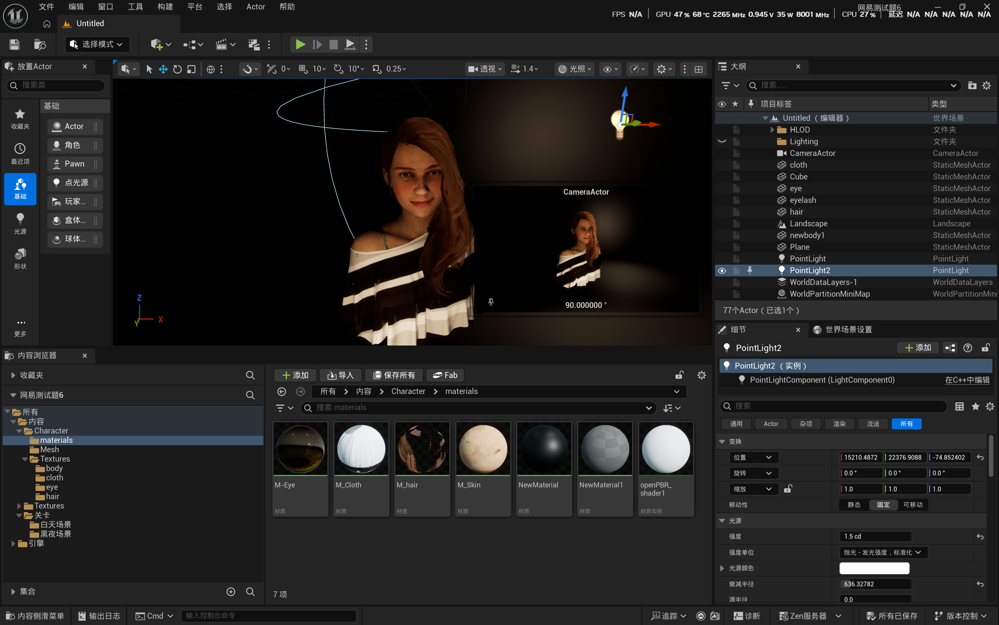 文件 编辑 窗口 工具 构建 平台 选择 Actor 帮助
网易测试题6
FPS N/A GPU 47 % 68 °C 2265 MHz 0.945 V 35 W 8001 MHz CPU 27 % 延迟 N/A N/A N/A N/A N/A
Untitled
选择模式
放置Actor
搜索类
基础
收藏夹
最近项
基础
光源
形状
更多
Actor
角色
Pawn
点光源
玩家...
盒体...
球体...
0 10 10° 0.25 透视 1.4 光照
CameraActor
90.000000 °
Z
Y X
大纲
搜索......
项目标签 类型
Untitled（编辑器） 世界场景
HLOD 文件夹
Lighting 文件夹
CameraActor CameraActor
cloth StaticMeshActor
Cube StaticMeshActor
eye StaticMeshActor
eyelash StaticMeshActor
hair StaticMeshActor
Landscape Landscape
newbody1 StaticMeshActor
Plane StaticMeshActor
PointLight PointLight
PointLight2 PointLight
WorldDataLayers-1 WorldDataLayers
WorldPartitionMiniMap WorldPartitionMini
77个Actor（已选1个）
细节 世界场景设置
PointLight2 添加
PointLight2（实例）
PointLightComponent (LightComponent0) 在C++中编辑
搜索
通用 Actor 杂项 渲染 流送 所有
变换
位置 15210.4872 22376.9088 -74.852402
旋转 0.0 ° 0.0 ° 0.0 °
缩放 1.0 1.0 1.0
移动性 静态 固定 可移动
光源
强度 1.5 cd
强度单位 烛光 - 发光强度，标准化
光源颜色
衰减半径 636.32782
源半径 0.0
内容浏览器
收藏夹
网易测试题6
所有
内容
Character
materials
Mesh
Textures
body
cloth
eye
hair
Textures
关卡
白天场景
黑夜场景
引擎
集合
添加 导入 保存所有 Fab
所有 > 内容 > Character > materials
搜索 materials
M-Eye
材质
M_Cloth
材质
M_hair
材质
M_Skin
材质
NewMaterial
材质
NewMaterial1
材质
openPBR_
shader1
材质实例
7 项
内容侧滑菜单 输出日志 Cmd 输入控制台命令 追踪 诊断 Zen服务器 所有已保存 版本控制